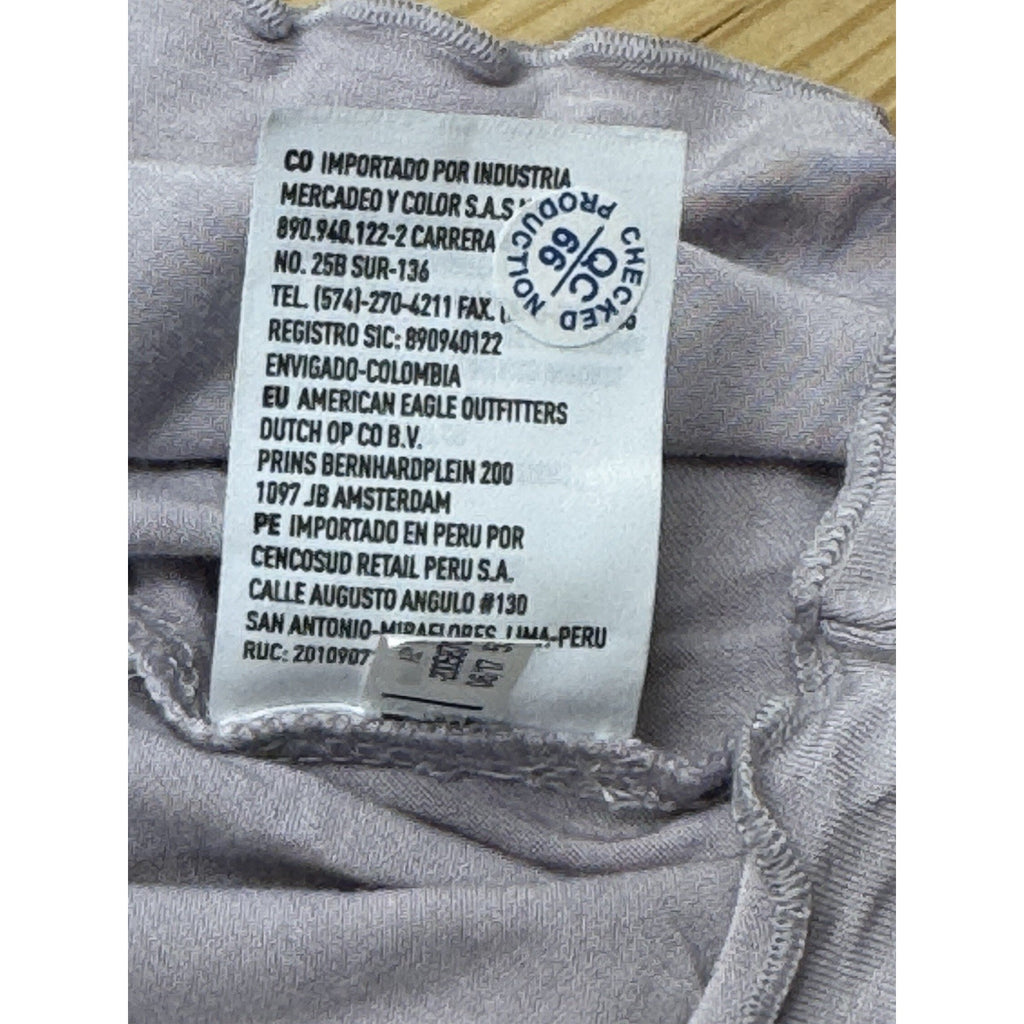 CO IMPORTADO POR INDUSTRIA
MERCADEO Y COLOR S.A.S
890.940.122-2 CARRERA
NO. 25B SUR-136
TEL. (574)-270-4211 FAX.
REGISTRO SIC: 890940122
ENVIGADO-COLOMBIA
EU AMERICAN EAGLE OUTFITTERS
DUTCH OP CO B.V.
PRINS BERNHARDPLEIN 200
1097 JB AMSTERDAM
PE IMPORTADO EN PERU POR
CENCOSUD RETAIL PERU S.A.
CALLE AUGUSTO ANGULO #130
SAN ANTONIO-MIRAFLORES, LIMA-PERU
RUC:
CHECKED PRODUCTION
QC
66